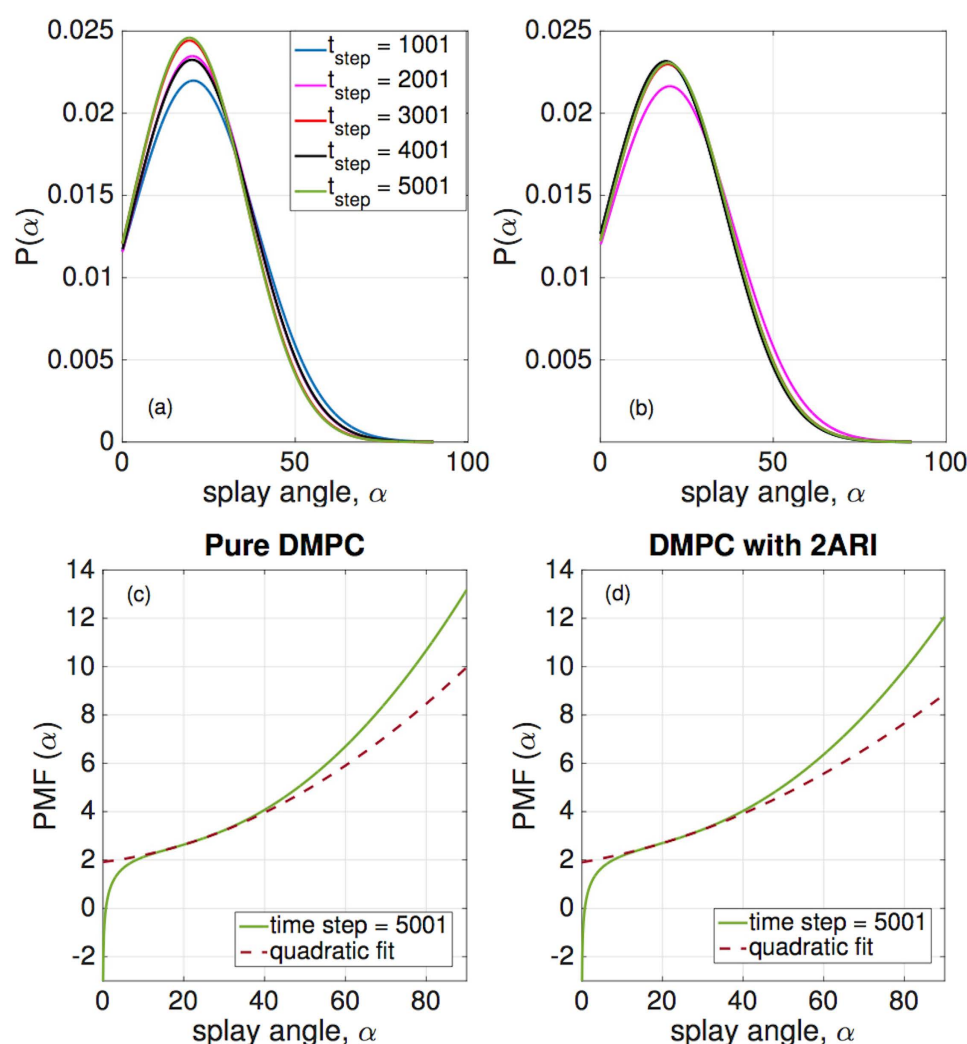 0.025
0.02
0.015
0.01
0.005
0
P(α)
t_step = 1001
t_step = 2001
t_step = 3001
t_step = 4001
t_step = 5001
(a)
0 50 100
splay angle, α
0.025
0.02
0.015
0.01
0.005
0
P(α)
(b)
0 50 100
splay angle, α
Pure DMPC
14
12
10
8
6
4
2
0
-2
PMF (α)
(c)
time step = 5001
quadratic fit
0 20 40 60 80
splay angle, α
DMPC with 2ARI
14
12
10
8
6
4
2
0
-2
PMF (α)
(d)
time step = 5001
quadratic fit
0 20 40 60 80
splay angle, α